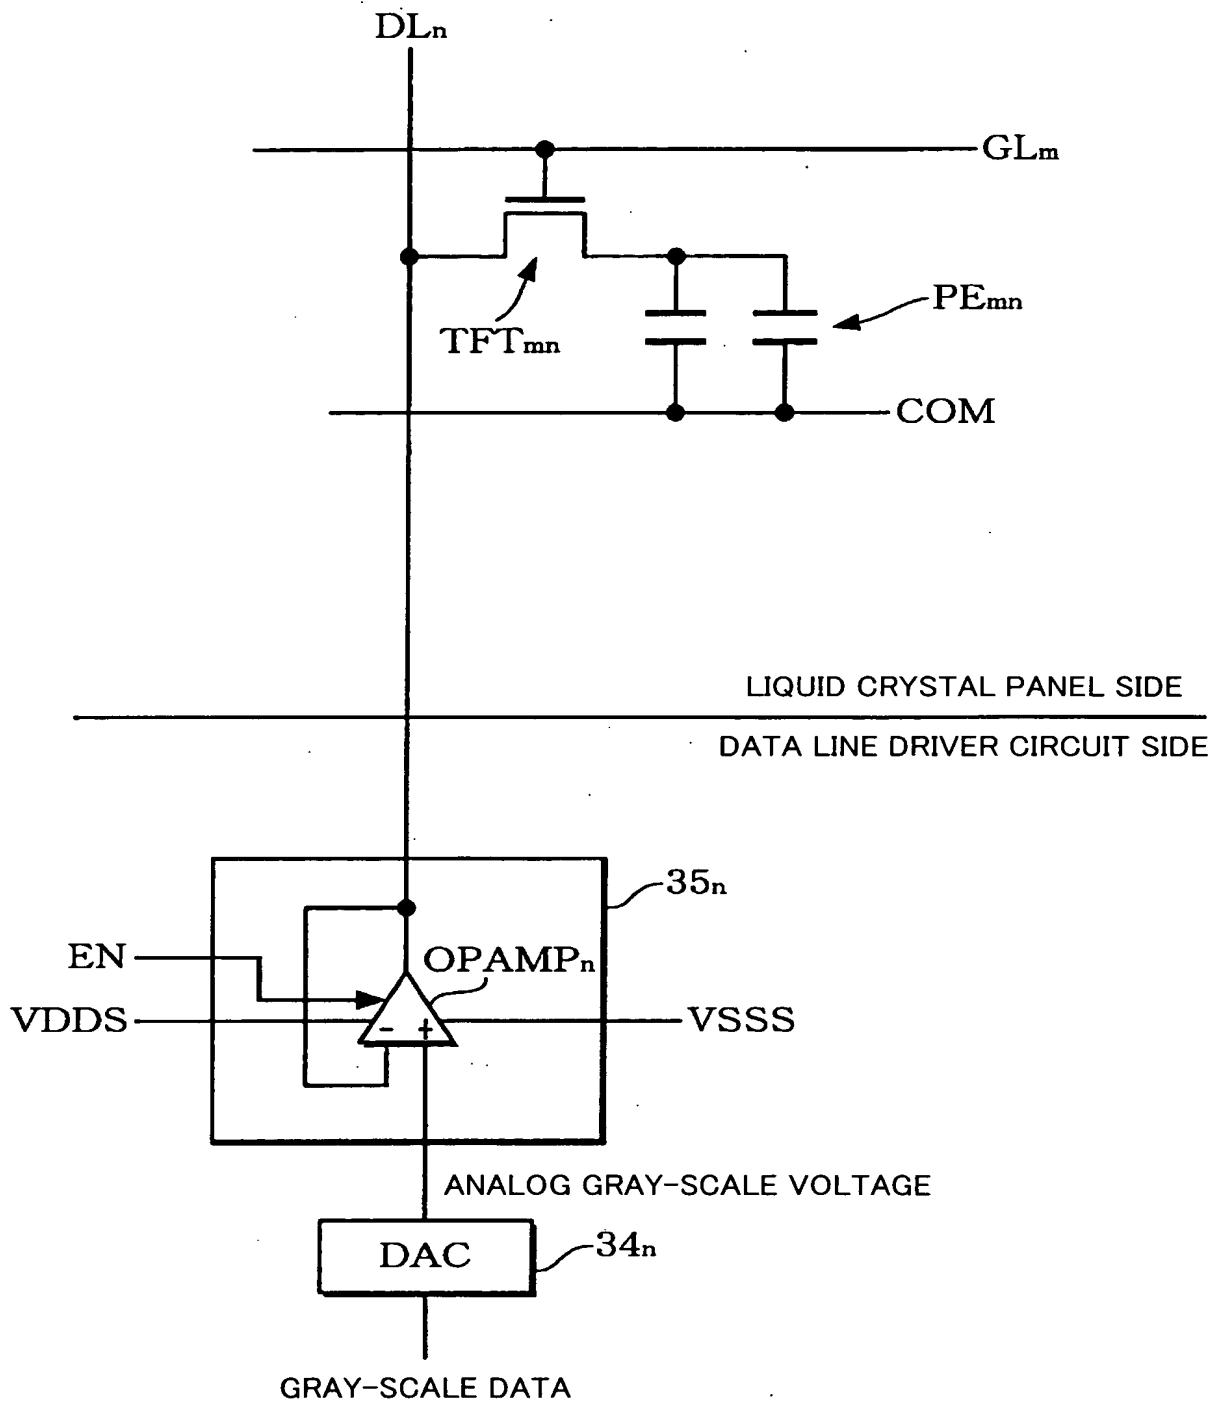 DLn
GLm
PEmn
TFTmn
COM
LIQUID CRYSTAL PANEL SIDE
DATA LINE DRIVER CIRCUIT SIDE
35n
EN
OPAMPn
VDDS
- +
VSSS
ANALOG GRAY-SCALE VOLTAGE
DAC
34n
GRAY-SCALE DATA